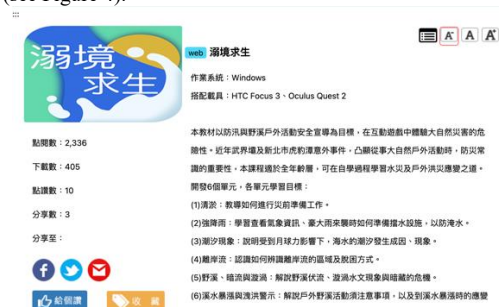 (see Figure 4).
溺境
求生
web 溺境求生
A A A
作業系統：Windows
搭配載具：HTC Focus 3、Oculus Quest 2
本教材以防汛與野溪戶外活動安全宣導為目標，在互動遊戲中體驗大自然災害的危
險性。近年武界壩及新北市虎豹潭意外事件，凸顯從事大自然戶外活動時，防災常
識的重要性，本課程適於全年齡層，可在自學過程學習水災及戶外洪災應變之道。
開發6個單元，各單元學習目標：
(1)清淤：教導如何進行災前準備工作。
(2)強降雨：學習查看氣象資訊、豪大雨來襲時如何準備擋水設施，以防淹水。
(3)潮汐現象：說明受到月球力影響下，海水的潮汐發生成因、現象。
(4)離岸流：認識如何辨識離岸流的區域及脫困方式。
(5)野溪、暗流與漩渦：解說野溪伏流、漩渦水文現象與暗藏的危機。
(6)溪水暴漲與洩洪警示：解說戶外野溪活動須注意事項，以及到溪水暴漲時的應變
點閱數：2,336
下載數：405
點讚數：10
分享數：3
分享至：
給個讚
收 藏